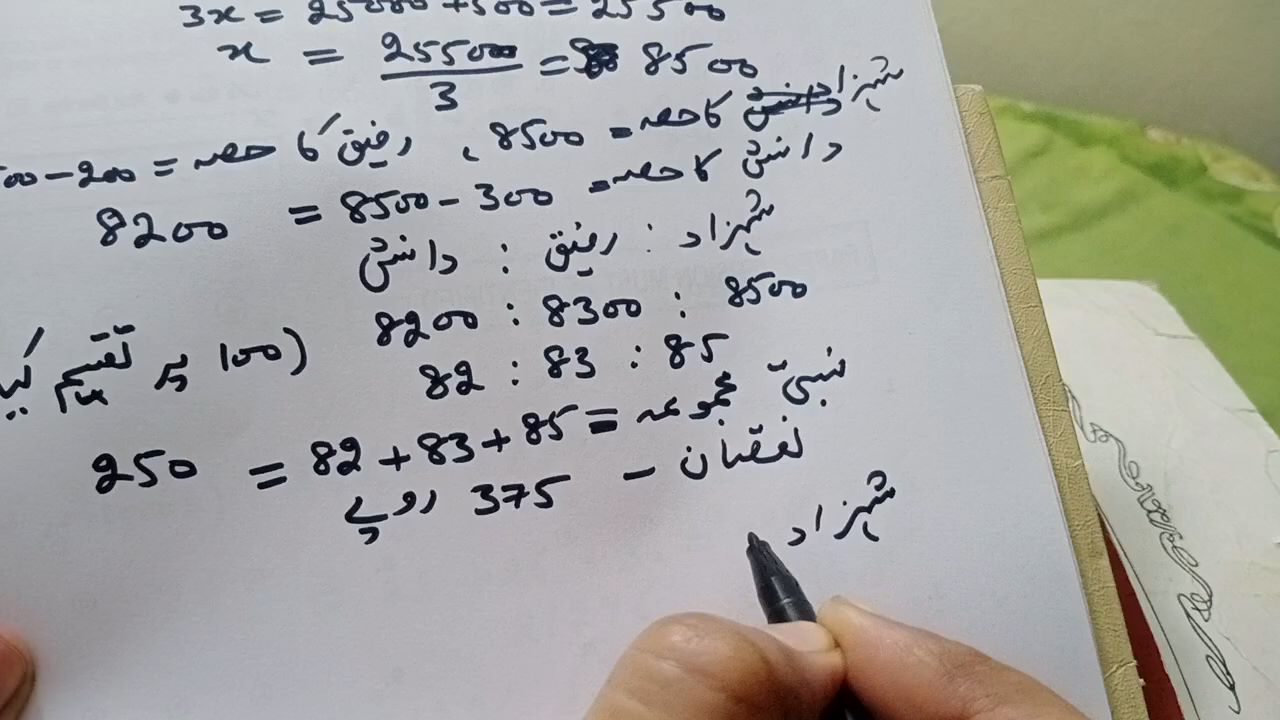 3x = 25000 + 500 = 25500
x = 25500/3 = 8500
شہزاد کا حصہ = 8500 ، رفیق کا حصہ = 00 - 200
دانش کا حصہ = 8500 - 300 = 8200
شہزاد : رفیق : دانش
8500 : 8300 : 8200
85 : 83 : 82 (100 پر تقسیم کیا
نسبتی مجموعہ = 82 + 83 + 85 = 250
نقصان - 375 روپے
شہزاد